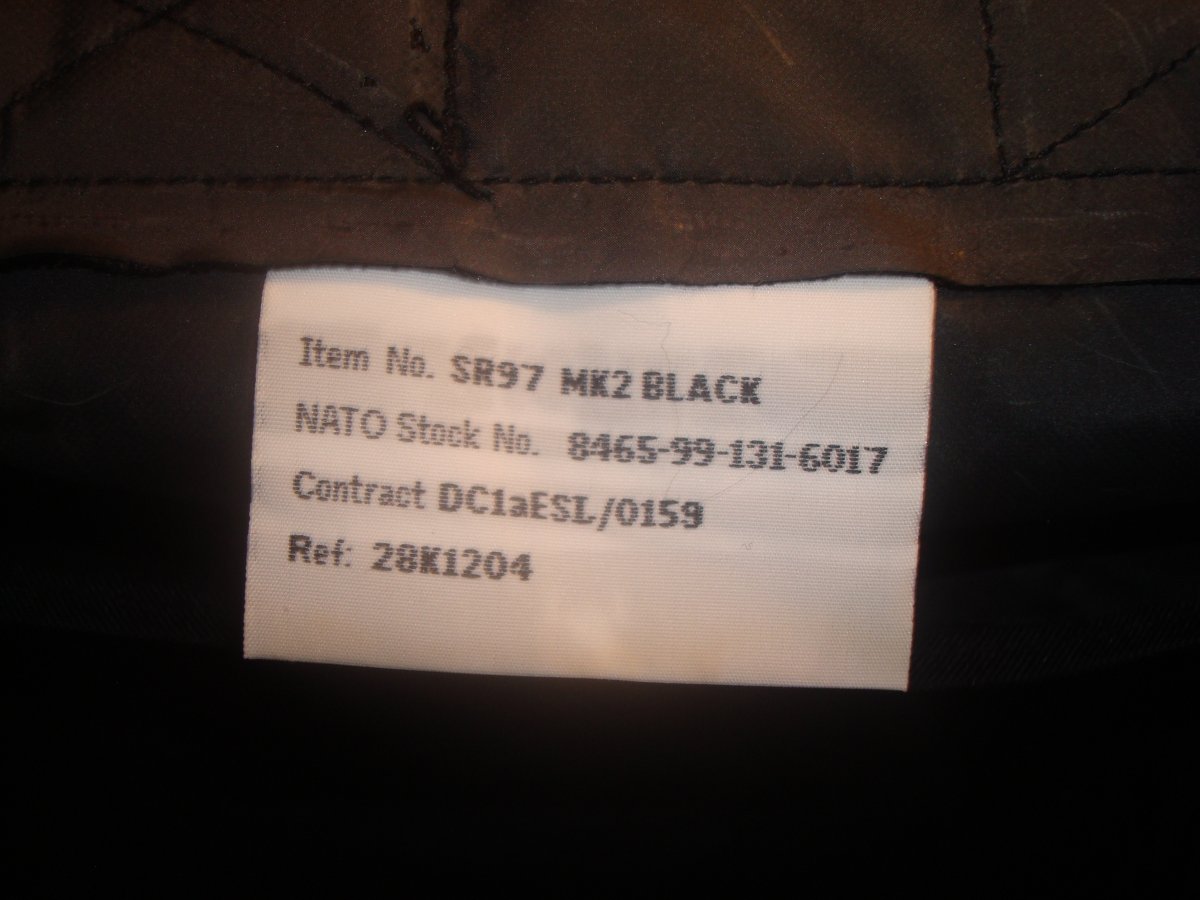 Item No. SR97 MK2 BLACK
NATO Stock No. 8465-99-131-6017
Contract DC1aESL/0159
Ref: 28K1204